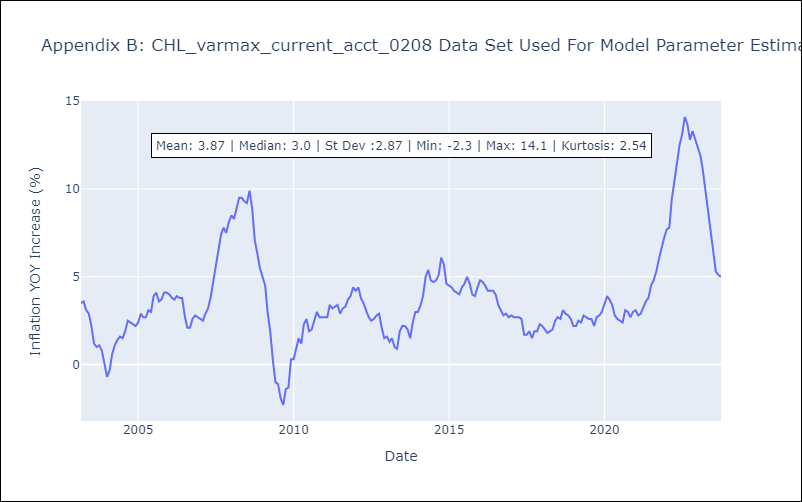 Appendix B: CHL_varmax_current_acct_0208 Data Set Used For Model Parameter Estima
15
Mean: 3.87 | Median: 3.0 | St Dev :2.87 | Min: -2.3 | Max: 14.1 | Kurtosis: 2.54
10
5
0
Inflation YOY Increase (%)
2005
2010
2015
2020
Date